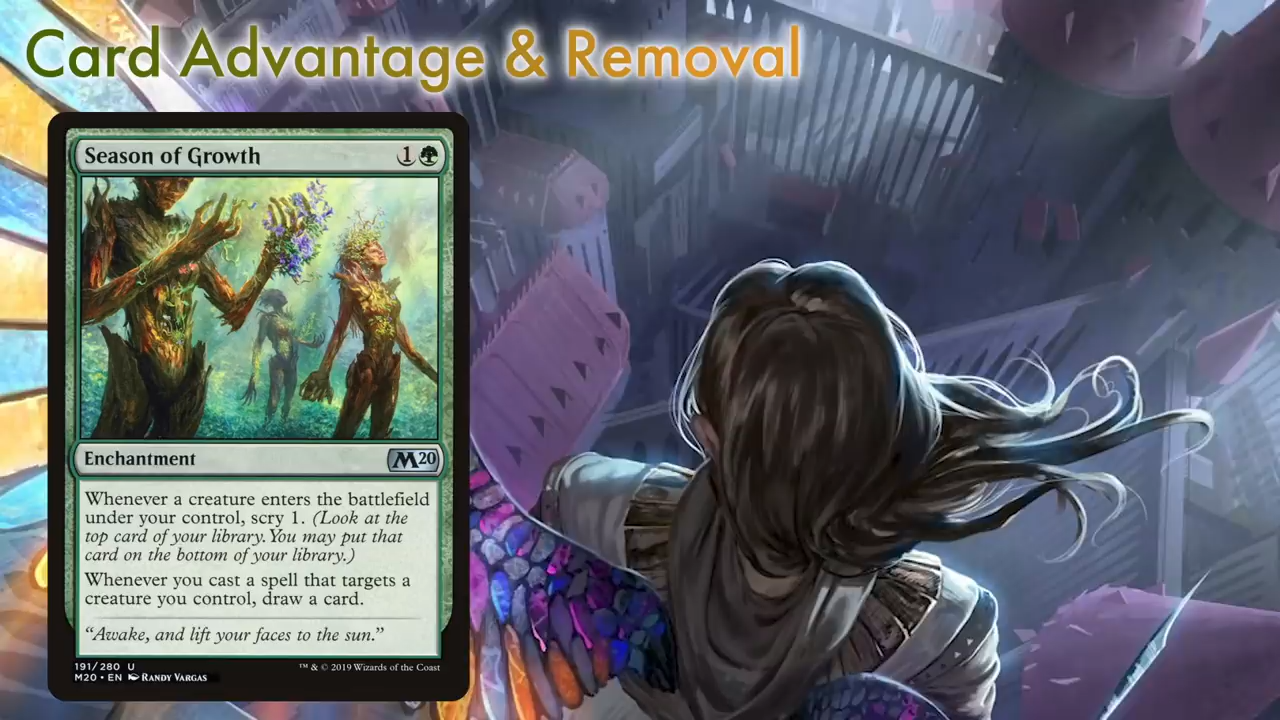 Card Advantage & Removal
Season of Growth 1
Enchantment M20
Whenever a creature enters the battlefield
under your control, scry 1. (Look at the
top card of your library. You may put that
card on the bottom of your library.)
Whenever you cast a spell that targets a
creature you control, draw a card.
“Awake, and lift your faces to the sun.”
191/280 U
M20 • EN Randy Vargas
™ & © 2019 Wizards of the Coast